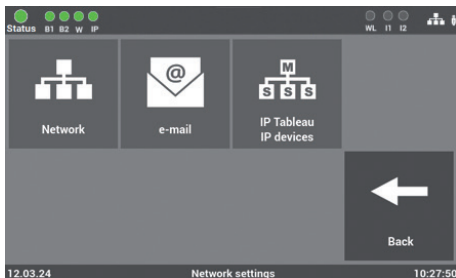 Status B1 B2 W IP
WL I1 I2
@
M
S S S
Network
e-mail
IP Tableau
IP devices
Back
12.03.24 Network settings 10:27:50